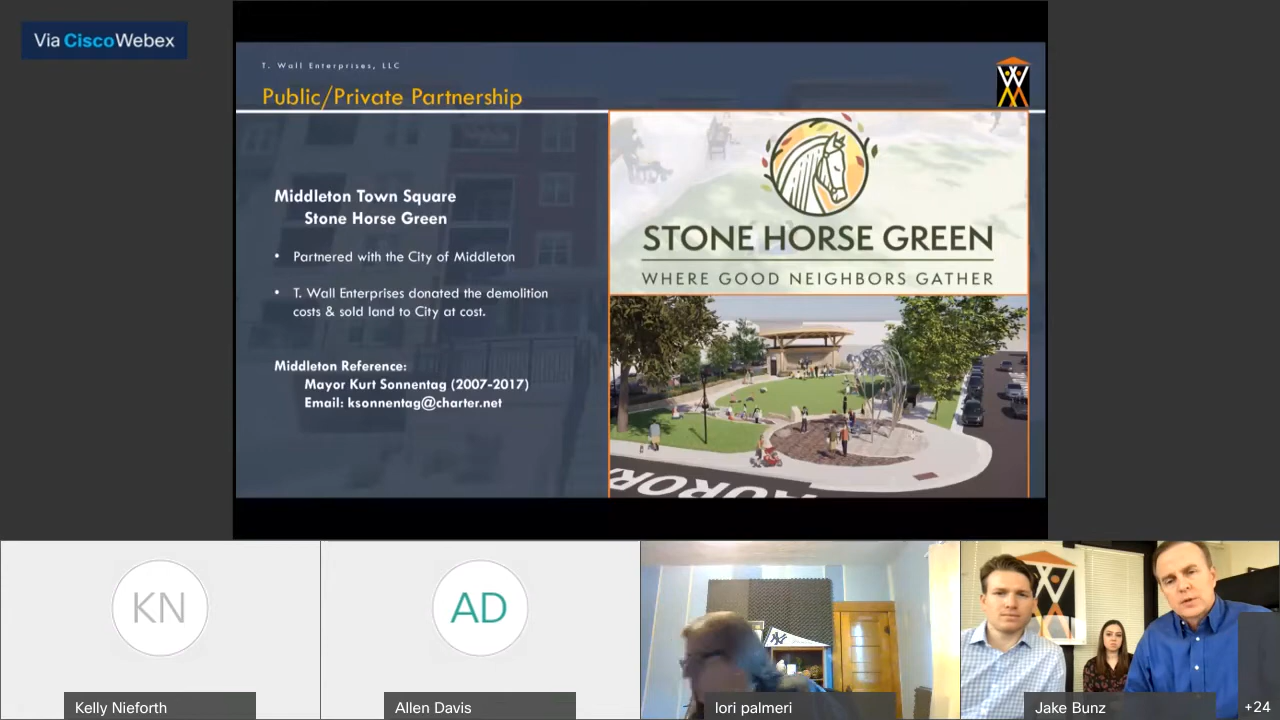 Via Cisco Webex
T. Wall Enterprises, LLC
Public/Private Partnership
Middleton Town Square
Stone Horse Green
• Partnered with the City of Middleton
• T. Wall Enterprises donated the demolition
costs & sold land to City at cost.
Middleton Reference:
Mayor Kurt Sonnentag (2007-2017)
Email: ksonnentag@charter.net
STONE HORSE GREEN
WHERE GOOD NEIGHBORS GATHER
KN
AD
NY
Kelly Nieforth
Allen Davis
lori palmeri
Jake Bunz
+24